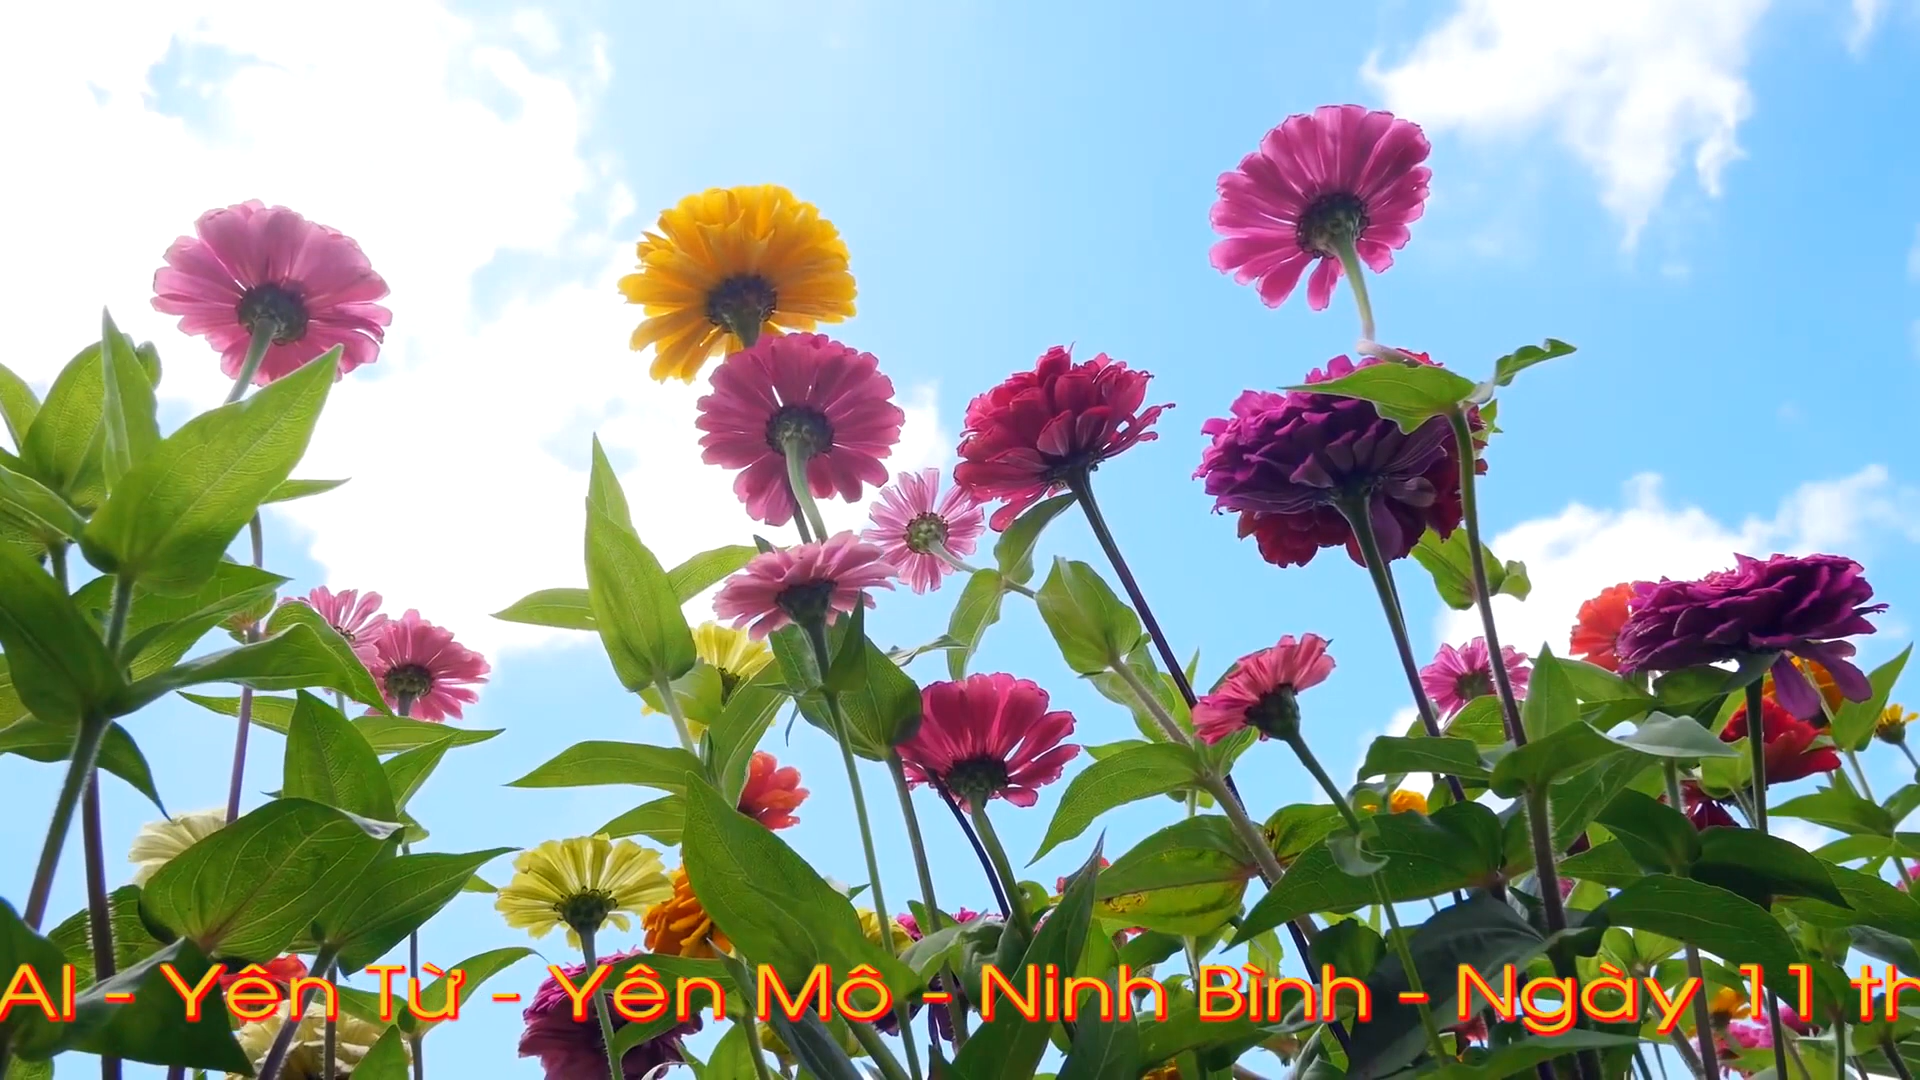 AI - Yên Từ - Yên Mô - Ninh Bình - Ngày 11 th